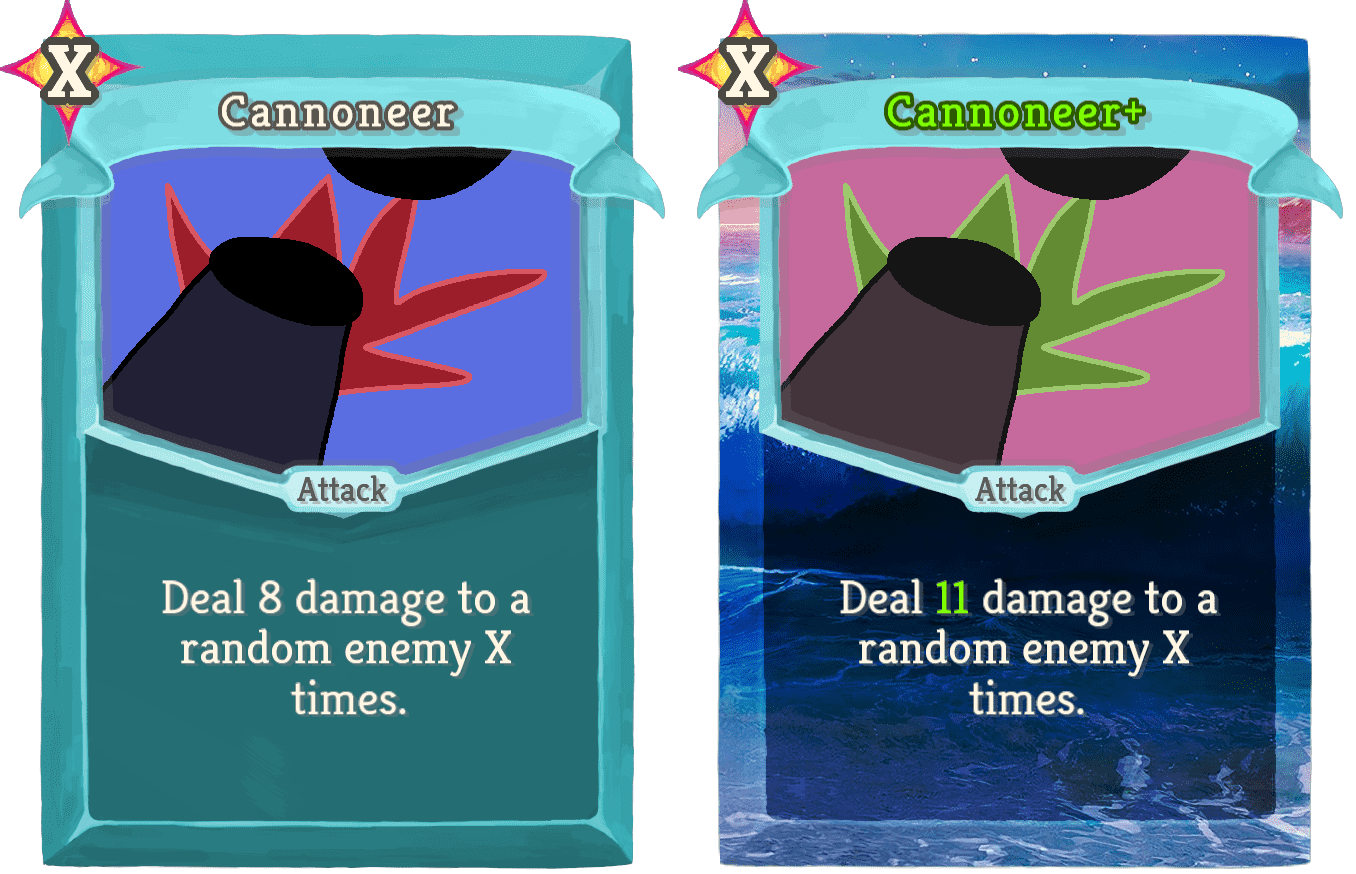 X
Cannoneer
Attack
Deal 8 damage to a
random enemy X
times.
X
Cannoneer+
Attack
Deal 11 damage to a
random enemy X
times.